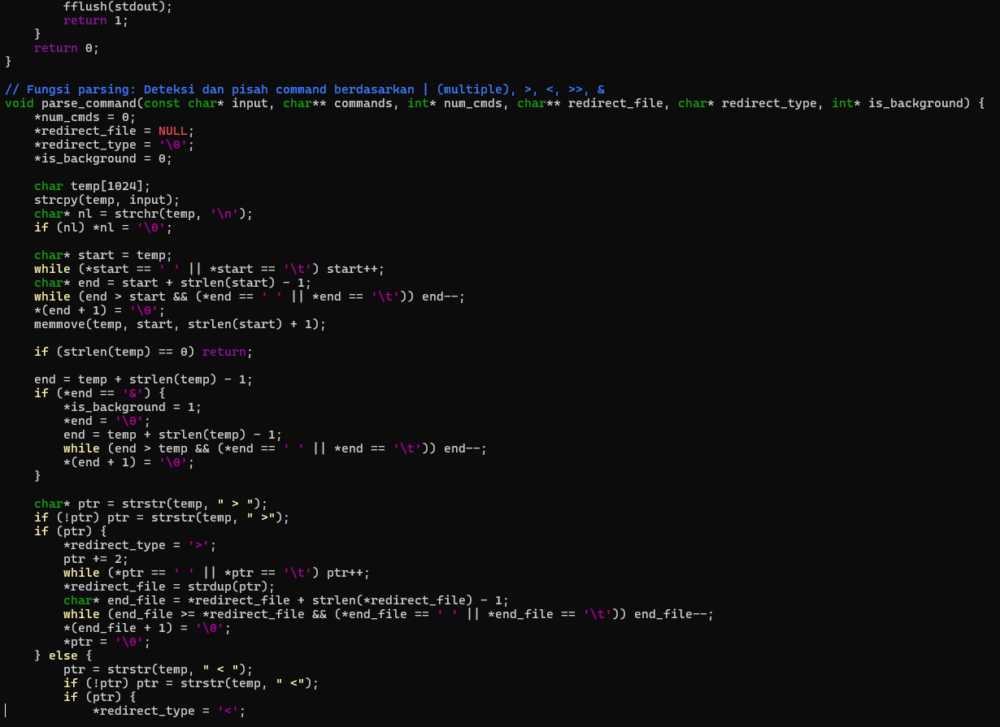 fflush(stdout);
        return 1;
    }
    return 0;
}

// Fungsi parsing: Deteksi dan pisah command berdasarkan | (multiple), >, <, >>, &
void parse_command(const char* input, char** commands, int* num_cmds, char** redirect_file, char* redirect_type, int* is_background) {
    *num_cmds = 0;
    *redirect_file = NULL;
    *redirect_type = '\0';
    *is_background = 0;

    char temp[1024];
    strcpy(temp, input);
    char* nl = strchr(temp, '\n');
    if (nl) *nl = '\0';

    char* start = temp;
    while (*start == ' ' || *start == '\t') start++;
    char* end = start + strlen(start) - 1;
    while (end > start && (*end == ' ' || *end == '\t')) end--;
    *(end + 1) = '\0';
    memmove(temp, start, strlen(start) + 1);

    if (strlen(temp) == 0) return;

    end = temp + strlen(temp) - 1;
    if (*end == '&') {
        *is_background = 1;
        *end = '\0';
        end = temp + strlen(temp) - 1;
        while (end > temp && (*end == ' ' || *end == '\t')) end--;
        *(end + 1) = '\0';
    }

    char* ptr = strstr(temp, " > ");
    if (!ptr) ptr = strstr(temp, " >");
    if (ptr) {
        *redirect_type = '>';
        ptr += 2;
        while (*ptr == ' ' || *ptr == '\t') ptr++;
        *redirect_file = strdup(ptr);
        char* end_file = *redirect_file + strlen(*redirect_file) - 1;
        while (end_file >= *redirect_file && (*end_file == ' ' || *end_file == '\t')) end_file--;
        *(end_file + 1) = '\0';
        *ptr = '\0';
    } else {
        ptr = strstr(temp, " < ");
        if (!ptr) ptr = strstr(temp, " <");
        if (ptr) {
            *redirect_type = '<';